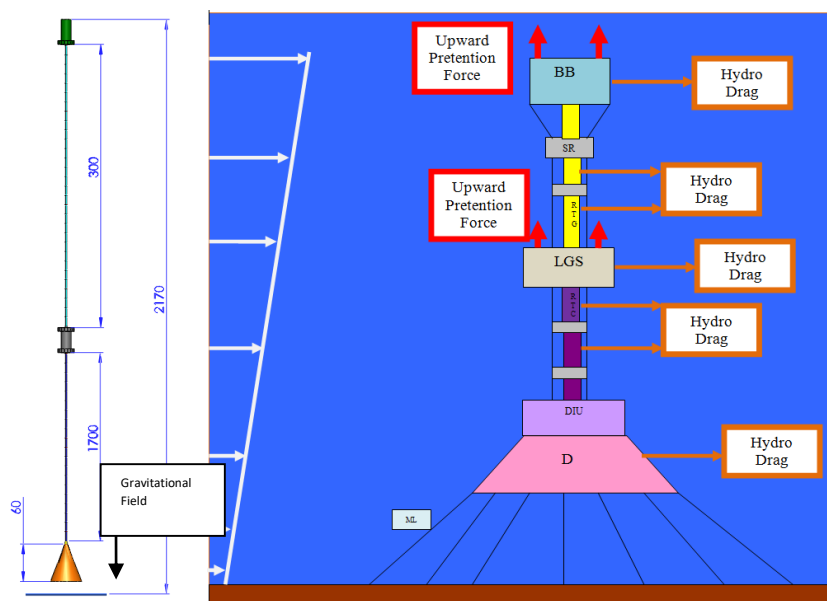 300
2170
1700
60
Gravitational
Field
Upward
Pretention
Force
BB
Hydro
Drag
SR
Hydro
Drag
Upward
Pretention
Force
RTG
LGS
Hydro
Drag
Hydro
Drag
DIU
D
Hydro
Drag
ML